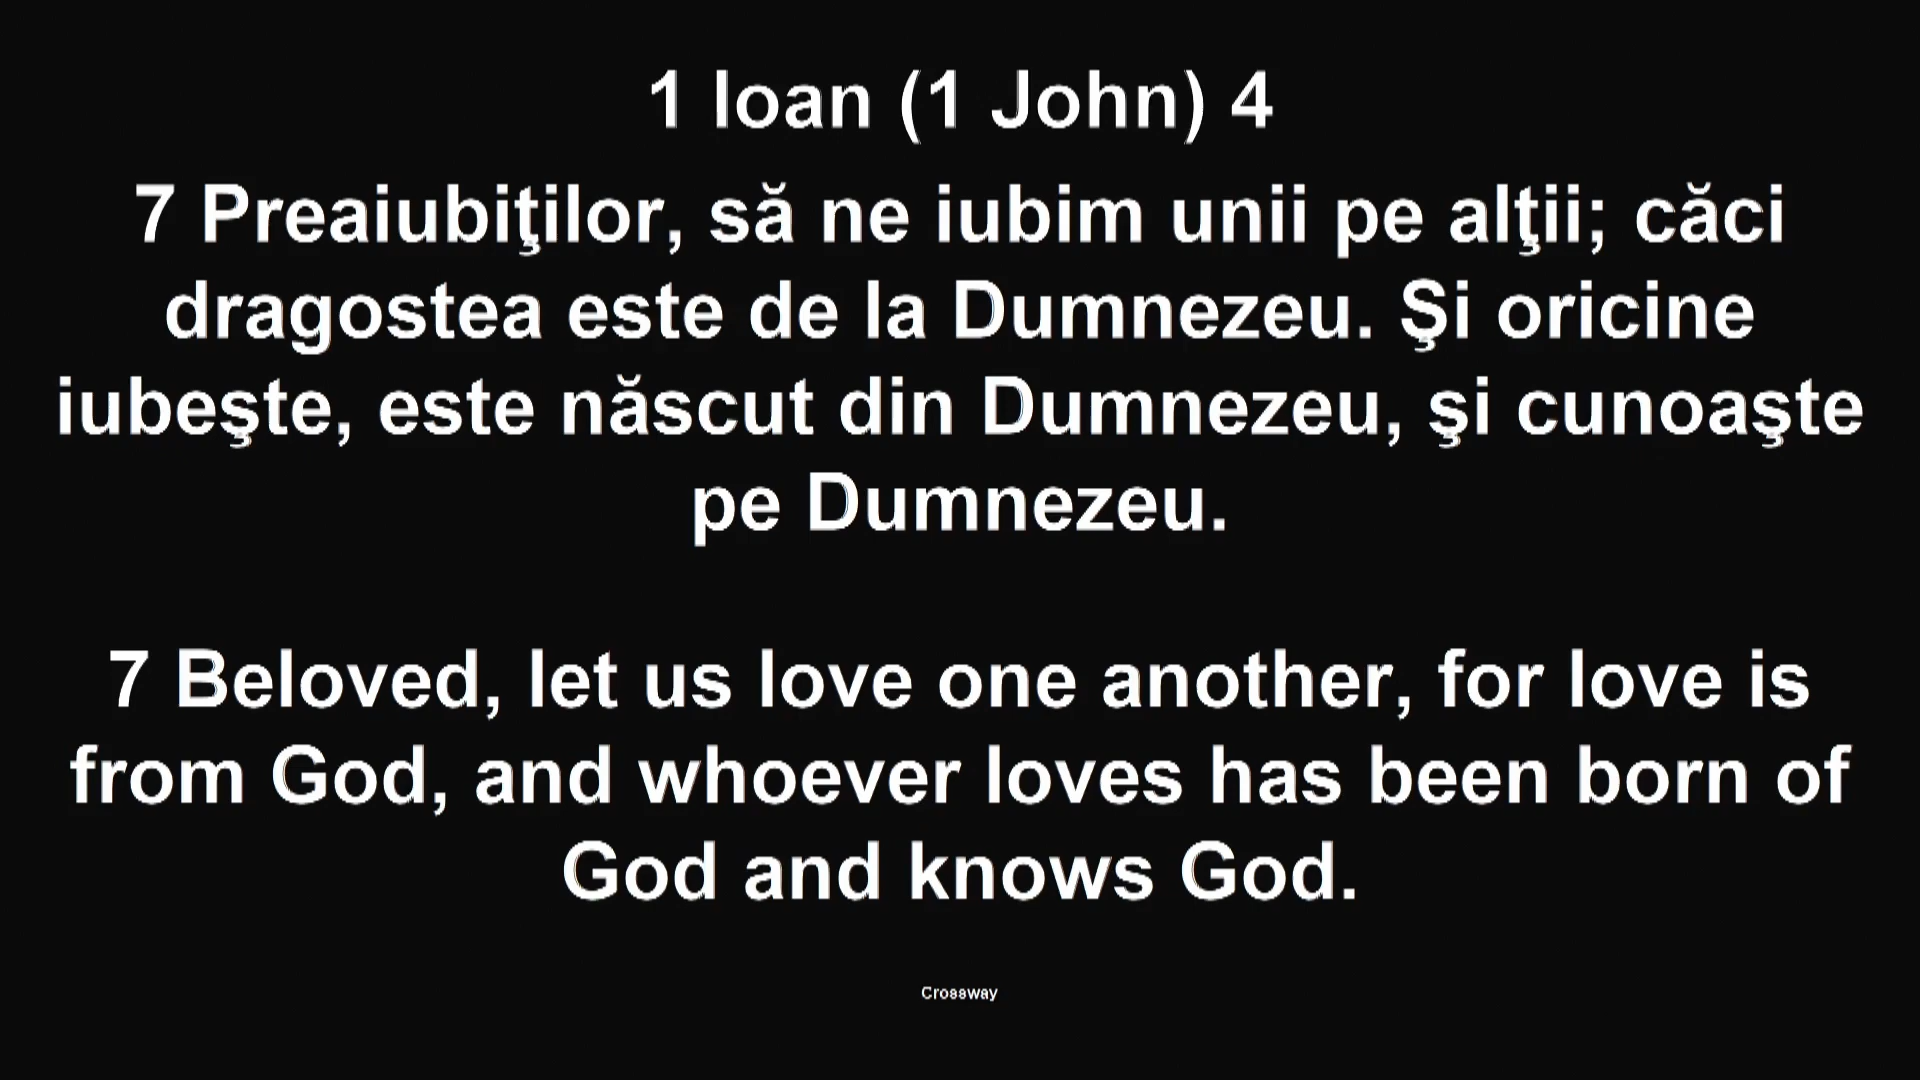 1 Ioan (1 John) 4
7 Preaiubiţilor, să ne iubim unii pe alţii; căci
dragostea este de la Dumnezeu. Şi oricine
iubeşte, este născut din Dumnezeu, şi cunoaşte
pe Dumnezeu.
7 Beloved, let us love one another, for love is
from God, and whoever loves has been born of
God and knows God.
Crossway